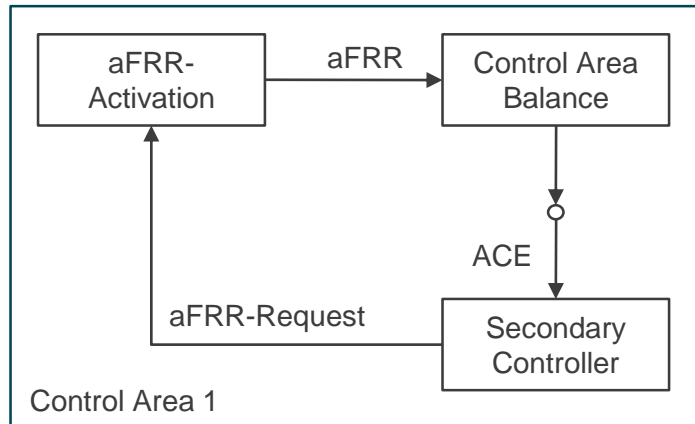 aFRR-
Activation
aFRR
Control Area
Balance
ACE
aFRR-Request
Secondary
Controller
Control Area 1